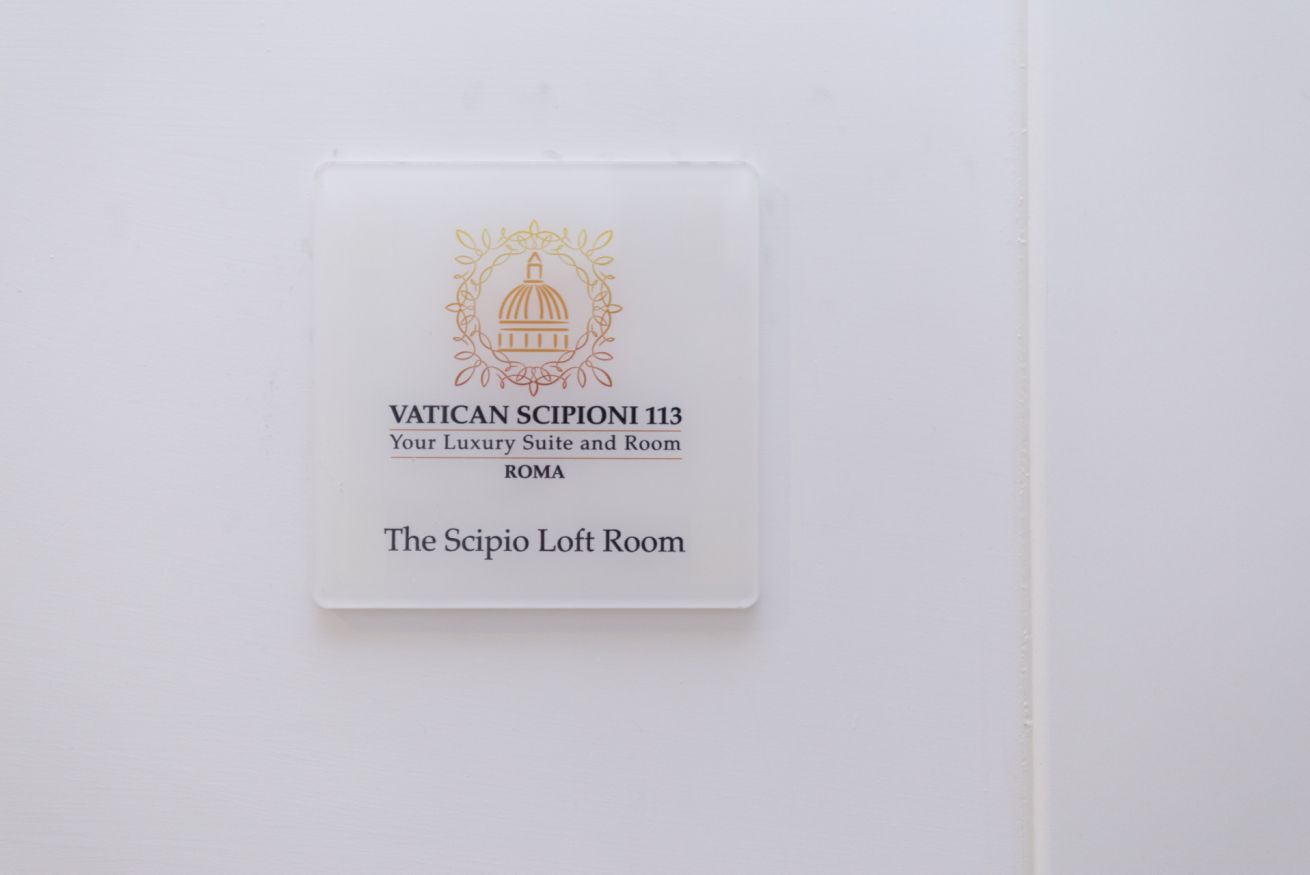 VATICAN SCIPIONI 113
Your Luxury Suite and Room
ROMA
The Scipio Loft Room